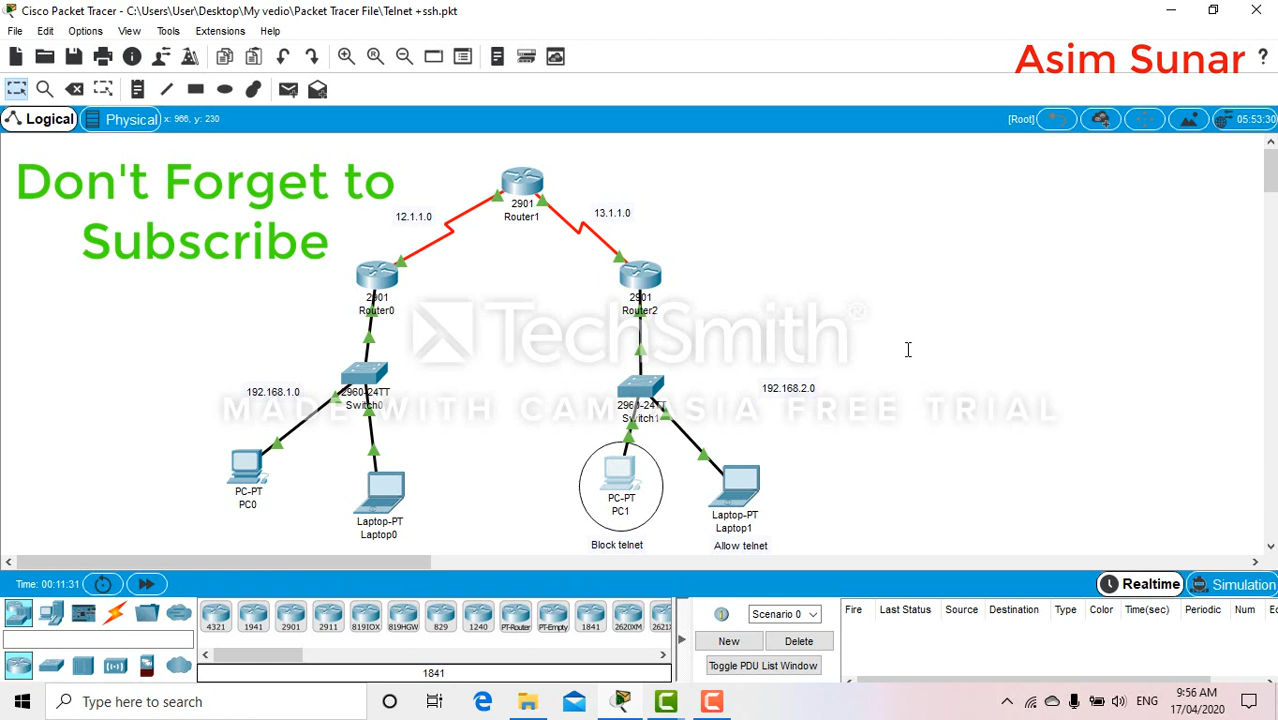 Cisco Packet Tracer - C:\Users\User\Desktop\My vedio\Packet Tracer File\Telnet +ssh.pkt
File Edit Options View Tools Extensions Help
Asim Sunar
?
Logical
Physical
x: 966, y: 230
[Root]
05:53:30
Don't Forget to
Subscribe
2901
Router1
12.1.1.0
13.1.1.0
2901
Router0
2901
Router2
TechSmith®
MADE WITH CAMTASIA FREE TRIAL
192.168.1.0
2960-24TT
Switch0
2960-24TT
Switch1
192.168.2.0
PC-PT
PC0
Laptop-PT
Laptop0
PC-PT
PC1
Laptop-PT
Laptop1
Block telnet
Allow telnet
Time: 00:11:31
Realtime
Simulation
4321 1941 2901 2911 819IOX 819HGW 829 1240 PT-Router PT-Empty 1841 2620XM 2621X
1841
Scenario 0
New
Delete
Toggle PDU List Window
Fire Last Status Source Destination Type Color Time(sec) Periodic Num
Type here to search
ENG
9:56 AM
17/04/2020